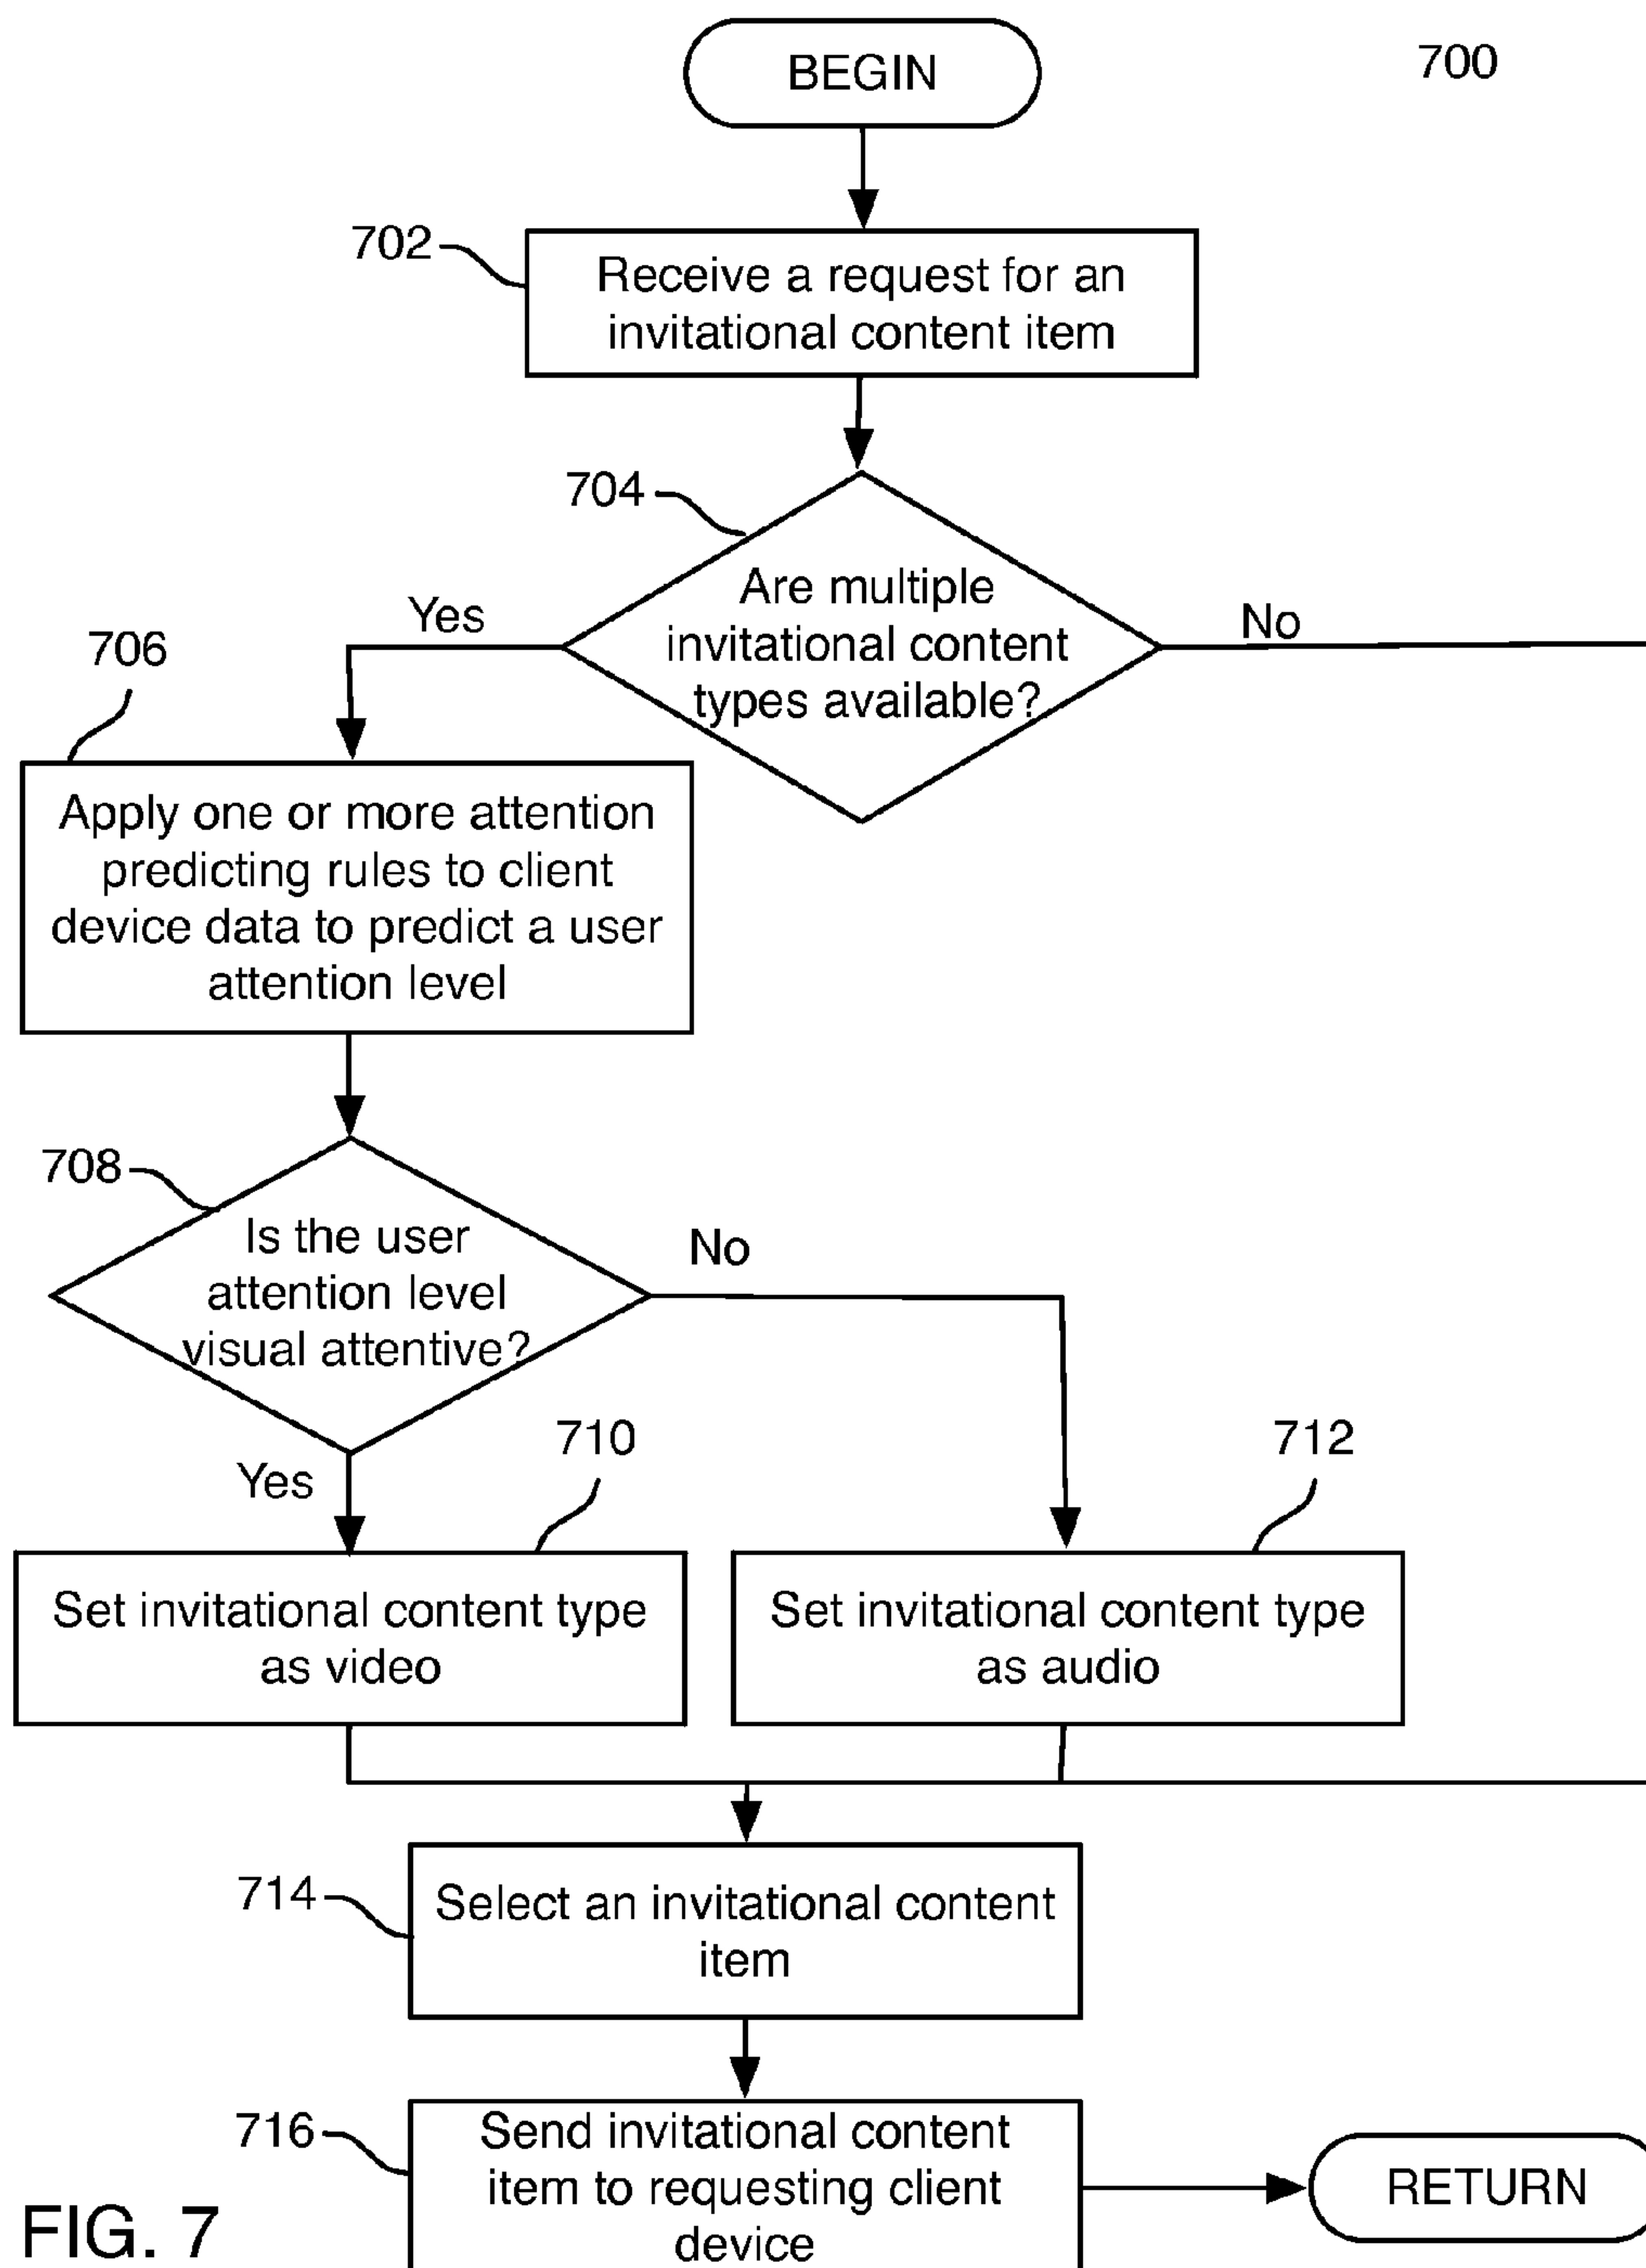 BEGIN
700
702
Receive a request for an
invitational content item
704
Are multiple
invitational content
types available?
Yes
No
706
Apply one or more attention
predicting rules to client
device data to predict a user
attention level
708
Is the user
attention level
visual attentive?
No
Yes
710
712
Set invitational content type
as video
Set invitational content type
as audio
714
Select an invitational content
item
716
Send invitational content
item to requesting client
device
RETURN
FIG. 7